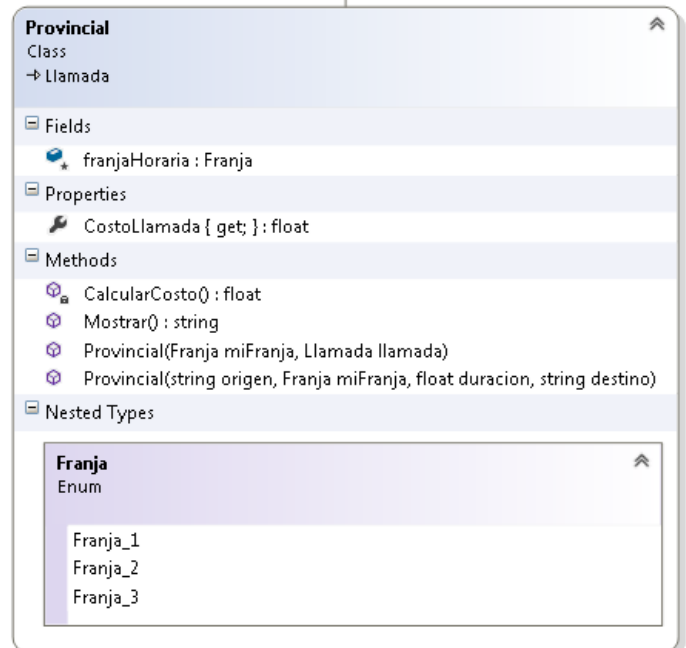 Provincial
Class
Llamada
Fields
franjaHoraria : Franja
Properties
CostoLlamada { get; } : float
Methods
CalcularCosto() : float
Mostrar() : string
Provincial(Franja miFranja, Llamada llamada)
Provincial(string origen, Franja miFranja, float duracion, string destino)
Nested Types
Franja
Enum
Franja_1
Franja_2
Franja_3